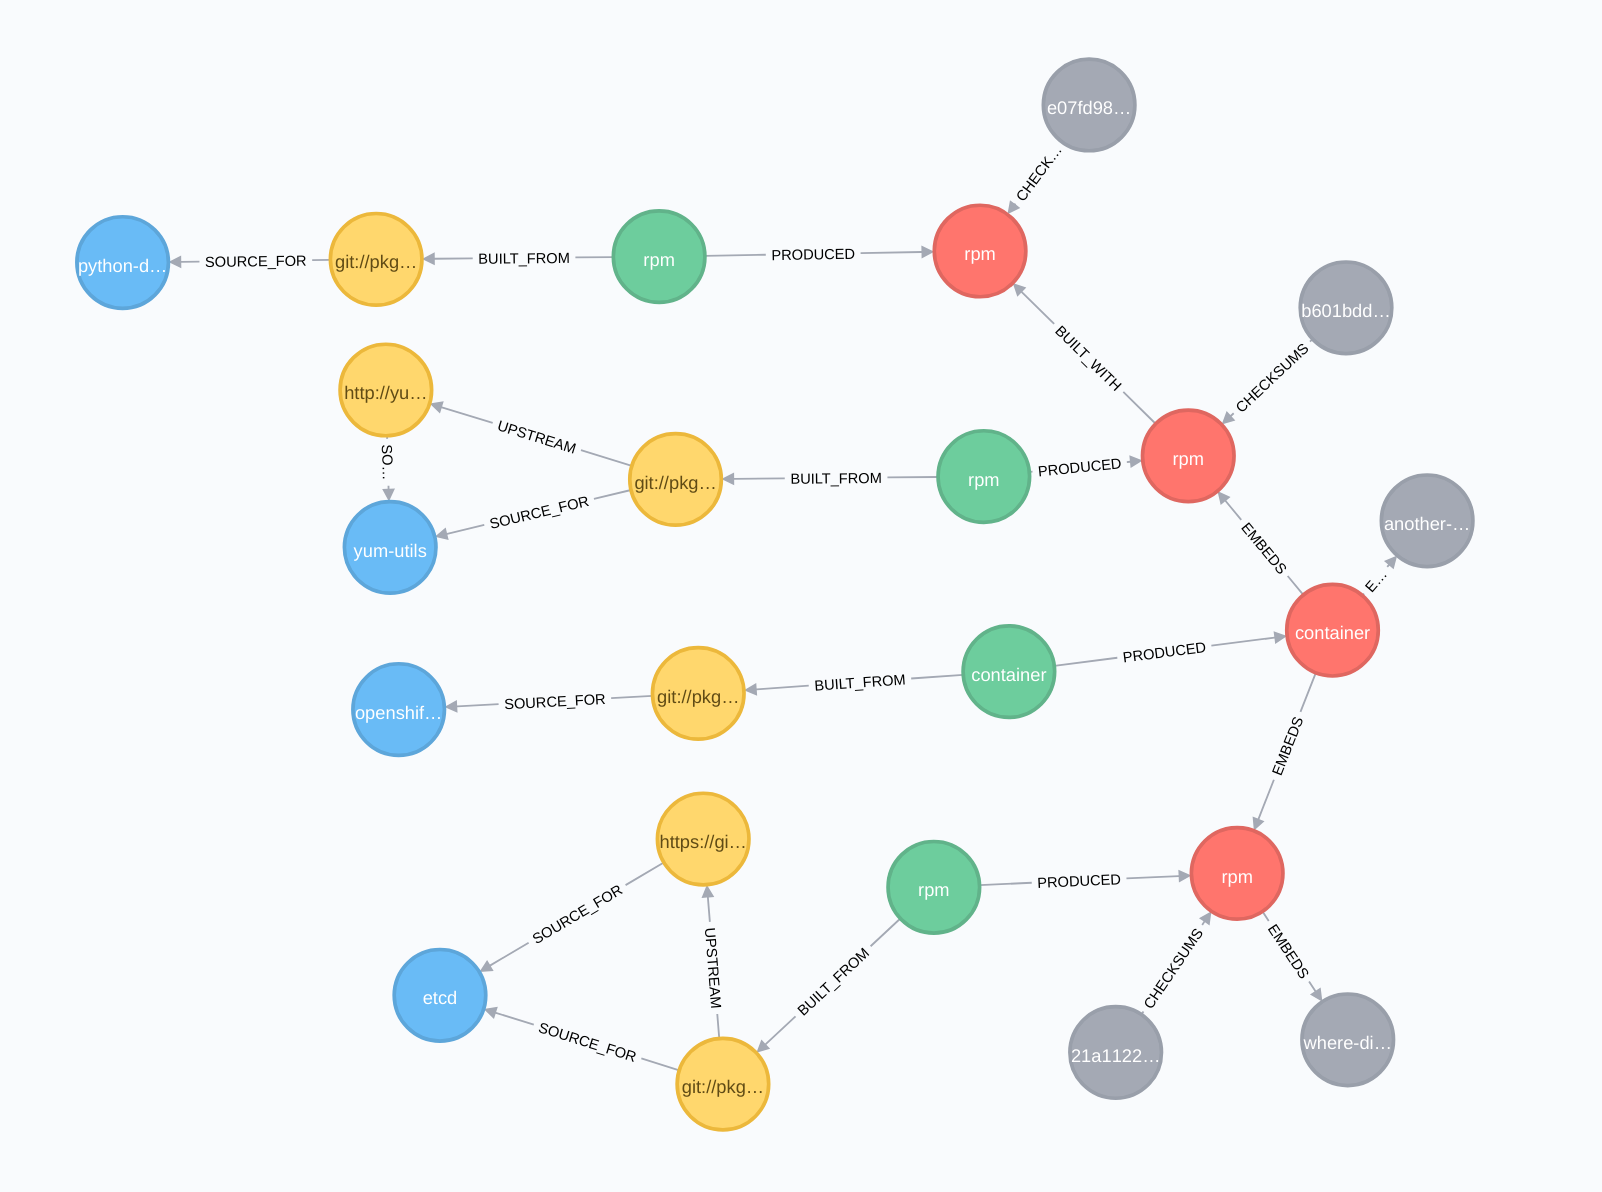 e07fd98…
CHECK…
python-d…
SOURCE_FOR
git://pkg…
BUILT_FROM
rpm
PRODUCED
rpm
b601bdd…
BUILT_WITH
CHECKSUMS
http://yu…
UPSTREAM
SO…
git://pkg…
BUILT_FROM
rpm
PRODUCED
rpm
SOURCE_FOR
yum-utils
EMBEDS
another-…
E…
container
openshif…
SOURCE_FOR
git://pkg…
BUILT_FROM
container
PRODUCED
EMBEDS
https://gi…
SOURCE_FOR
UPSTREAM
rpm
PRODUCED
rpm
BUILT_FROM
CHECKSUMS
EMBEDS
etcd
SOURCE_FOR
git://pkg…
21a1122…
where-di…